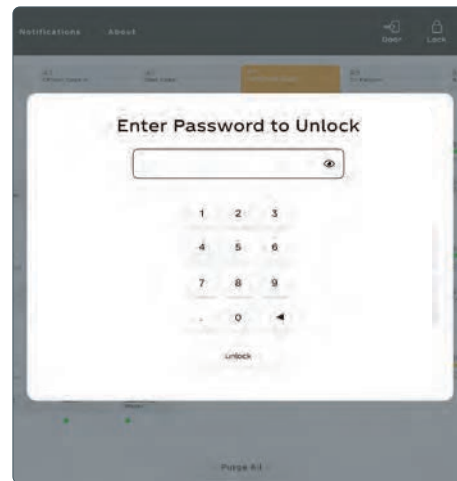 Notifications About
Door Lock
Enter Password to Unlock
1 2 3
4 5 6
7 8 9
. 0
unlock
Purge All